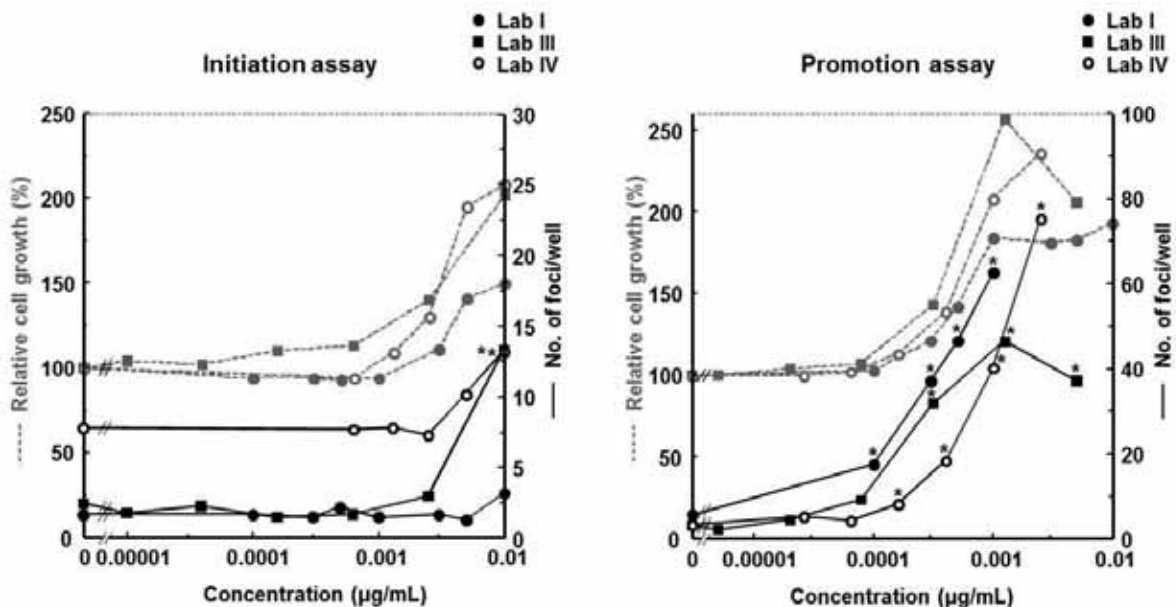 Lab I
Lab III
Lab IV
Initiation assay
250
200
150
100
50
0
Relative cell growth (%)
30
25
20
15
10
5
0
No. of foci/well
**
0 0.00001 0.0001 0.001 0.01
Concentration (µg/mL)
Lab I
Lab III
Lab IV
Promotion assay
250
200
150
100
50
0
Relative cell growth (%)
100
80
60
40
20
0
No. of foci/well
*
*
*
*
*
*
*
*
*
*
*
0 0.00001 0.0001 0.001 0.01
Concentration (µg/mL)